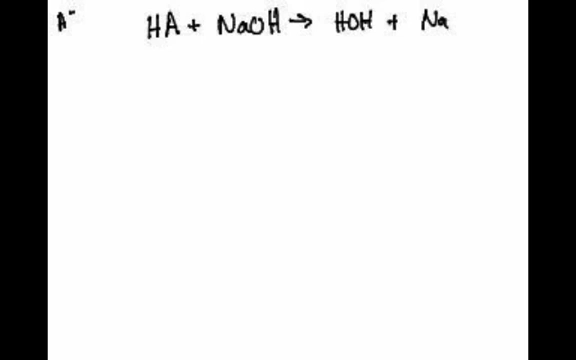 A⁻ HA + NaOH → HOH + Na